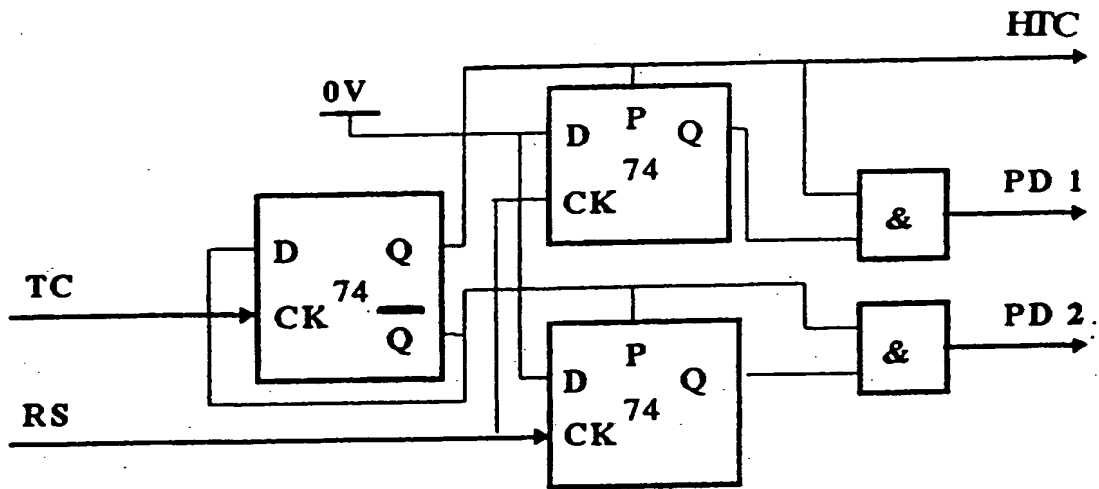 HTC
0V
D P Q
74
CK
PD 1
&
D Q
TC
CK 74 Q
PD 2
&
P
D Q
74
RS
CK